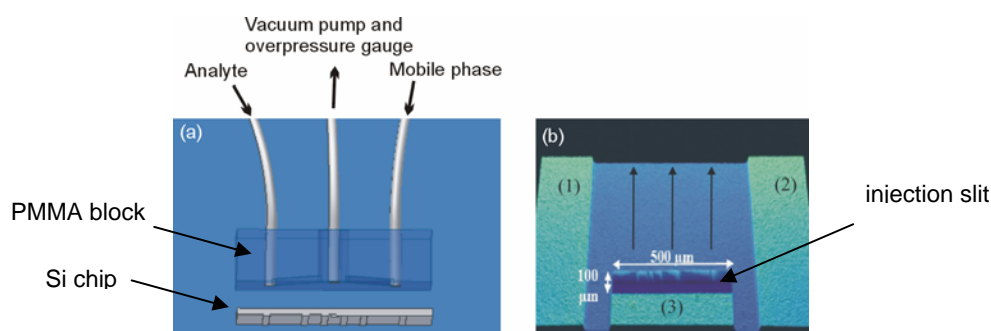 Vacuum pump and
overpressure gauge
Analyte
Mobile phase
(a)
PMMA block
Si chip
(b)
(1)
(2)
injection slit
500 µm
100
µm
(3)